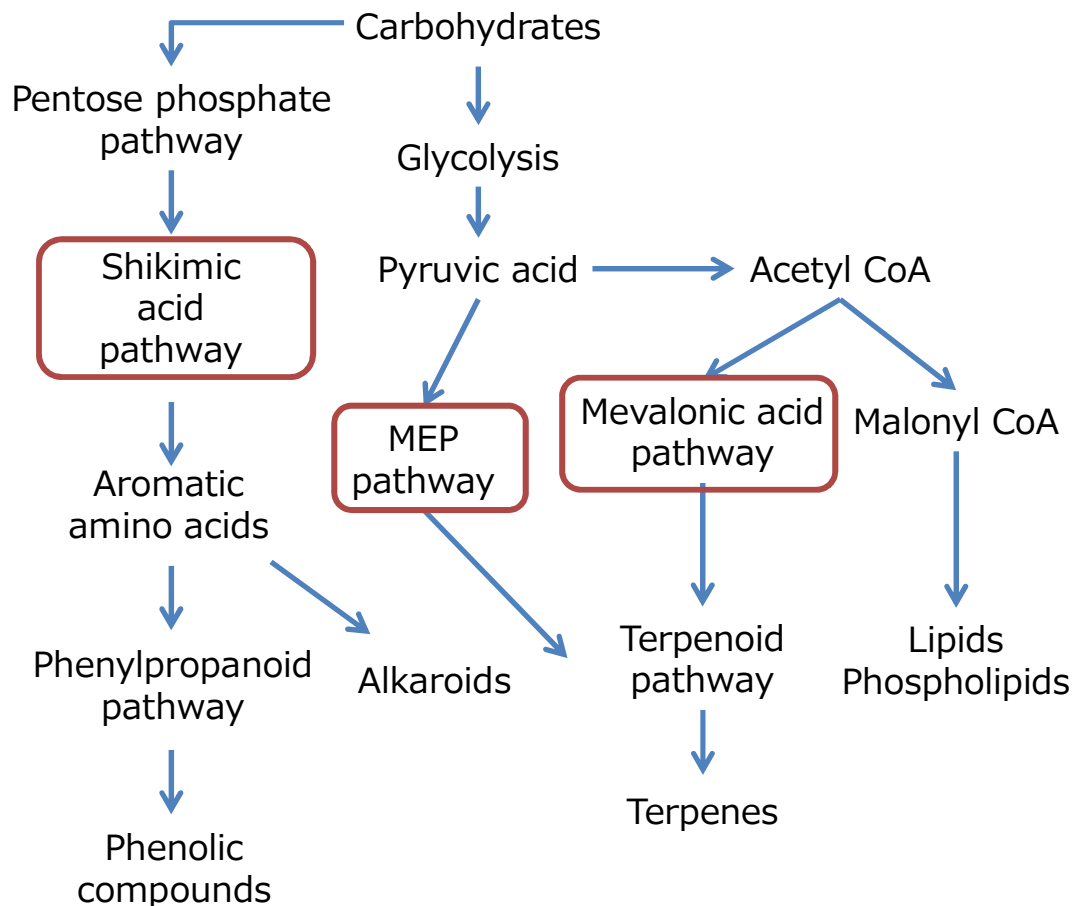 Carbohydrates
Pentose phosphate
pathway
Glycolysis
Shikimic
acid
pathway
Pyruvic acid
Acetyl CoA
MEP
pathway
Mevalonic acid
pathway
Malonyl CoA
Aromatic
amino acids
Phenylpropanoid
pathway
Alkaroids
Terpenoid
pathway
Lipids
Phospholipids
Terpenes
Phenolic
compounds